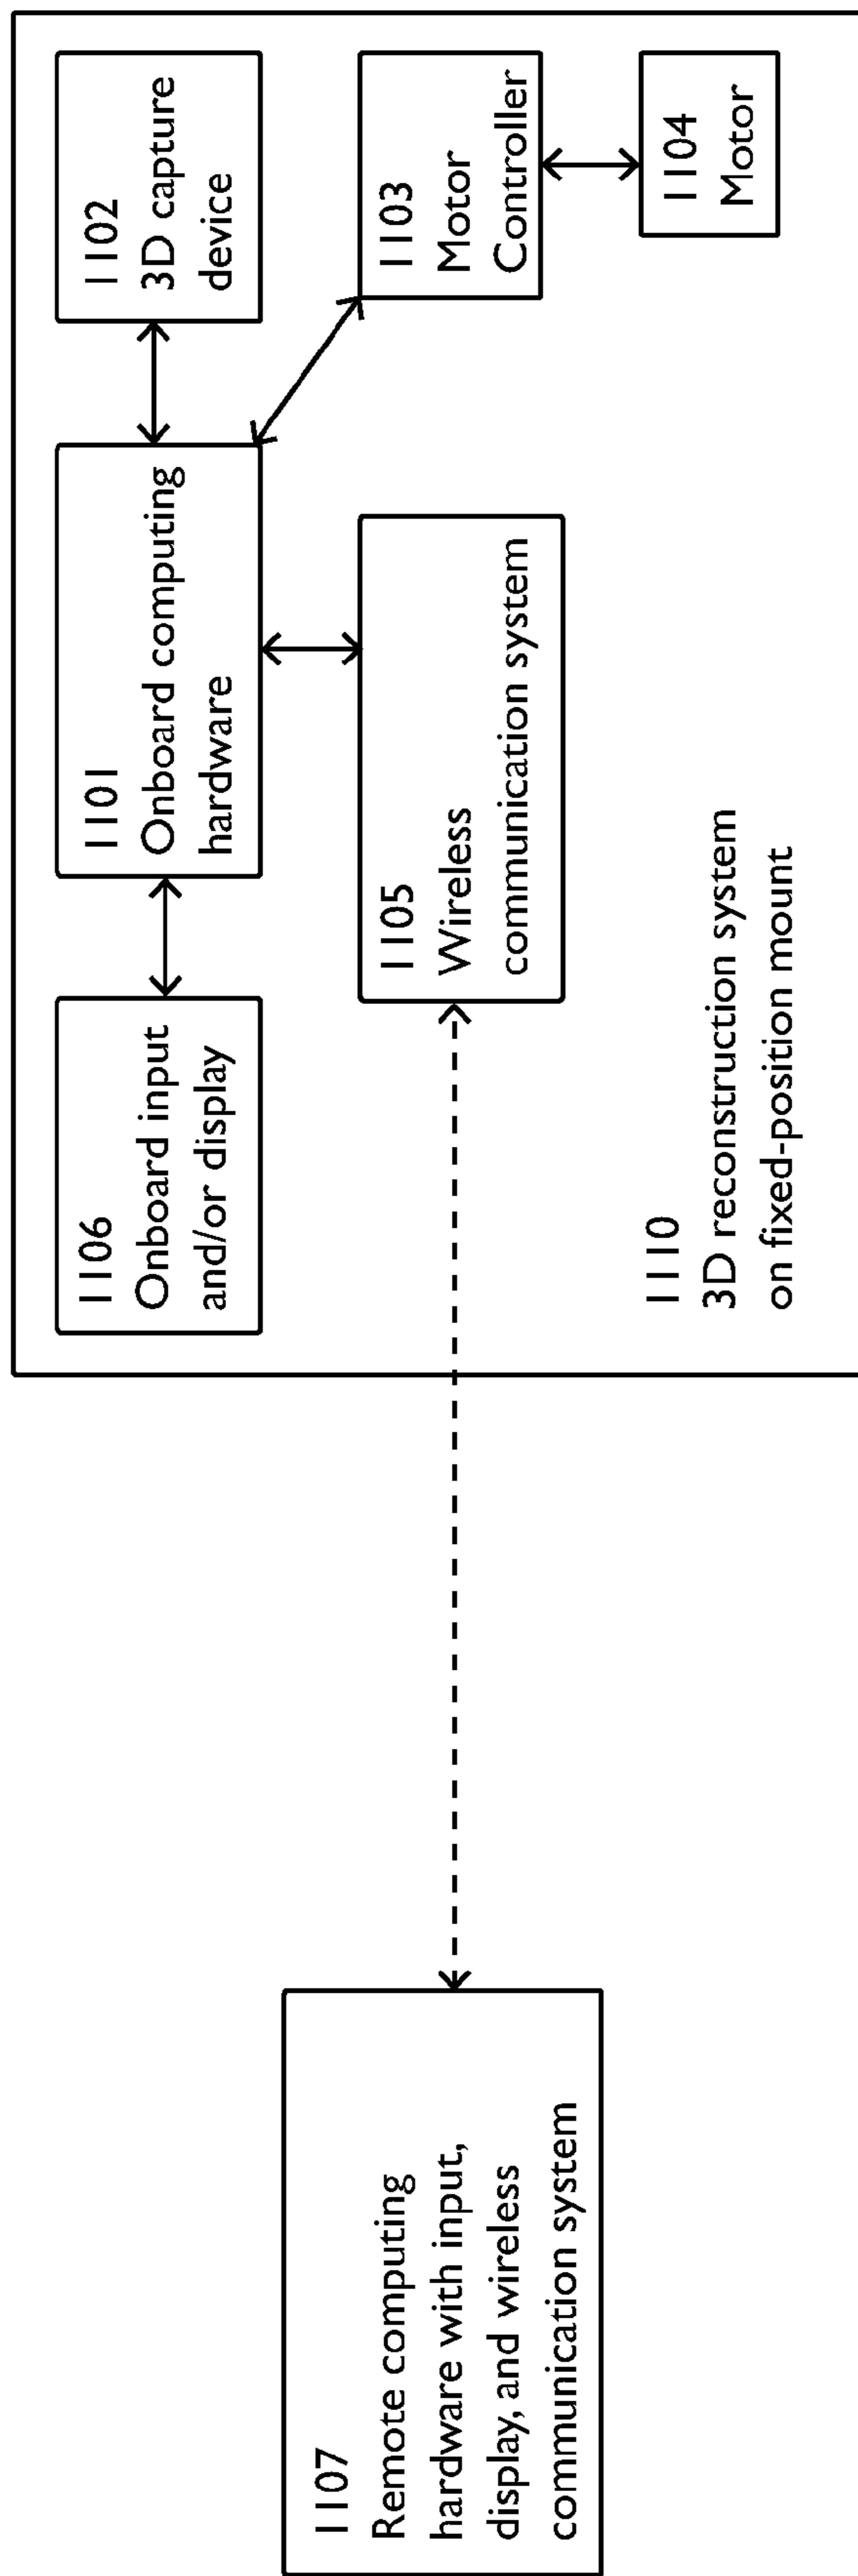 1106
Onboard input
and/or display
1101
Onboard computing
hardware
1102
3D capture
device
1103
Motor
Controller
1104
Motor
1105
Wireless
communication system
1107
Remote computing
hardware with input,
display, and wireless
communication system
1110
3D reconstruction system
on fixed-position mount